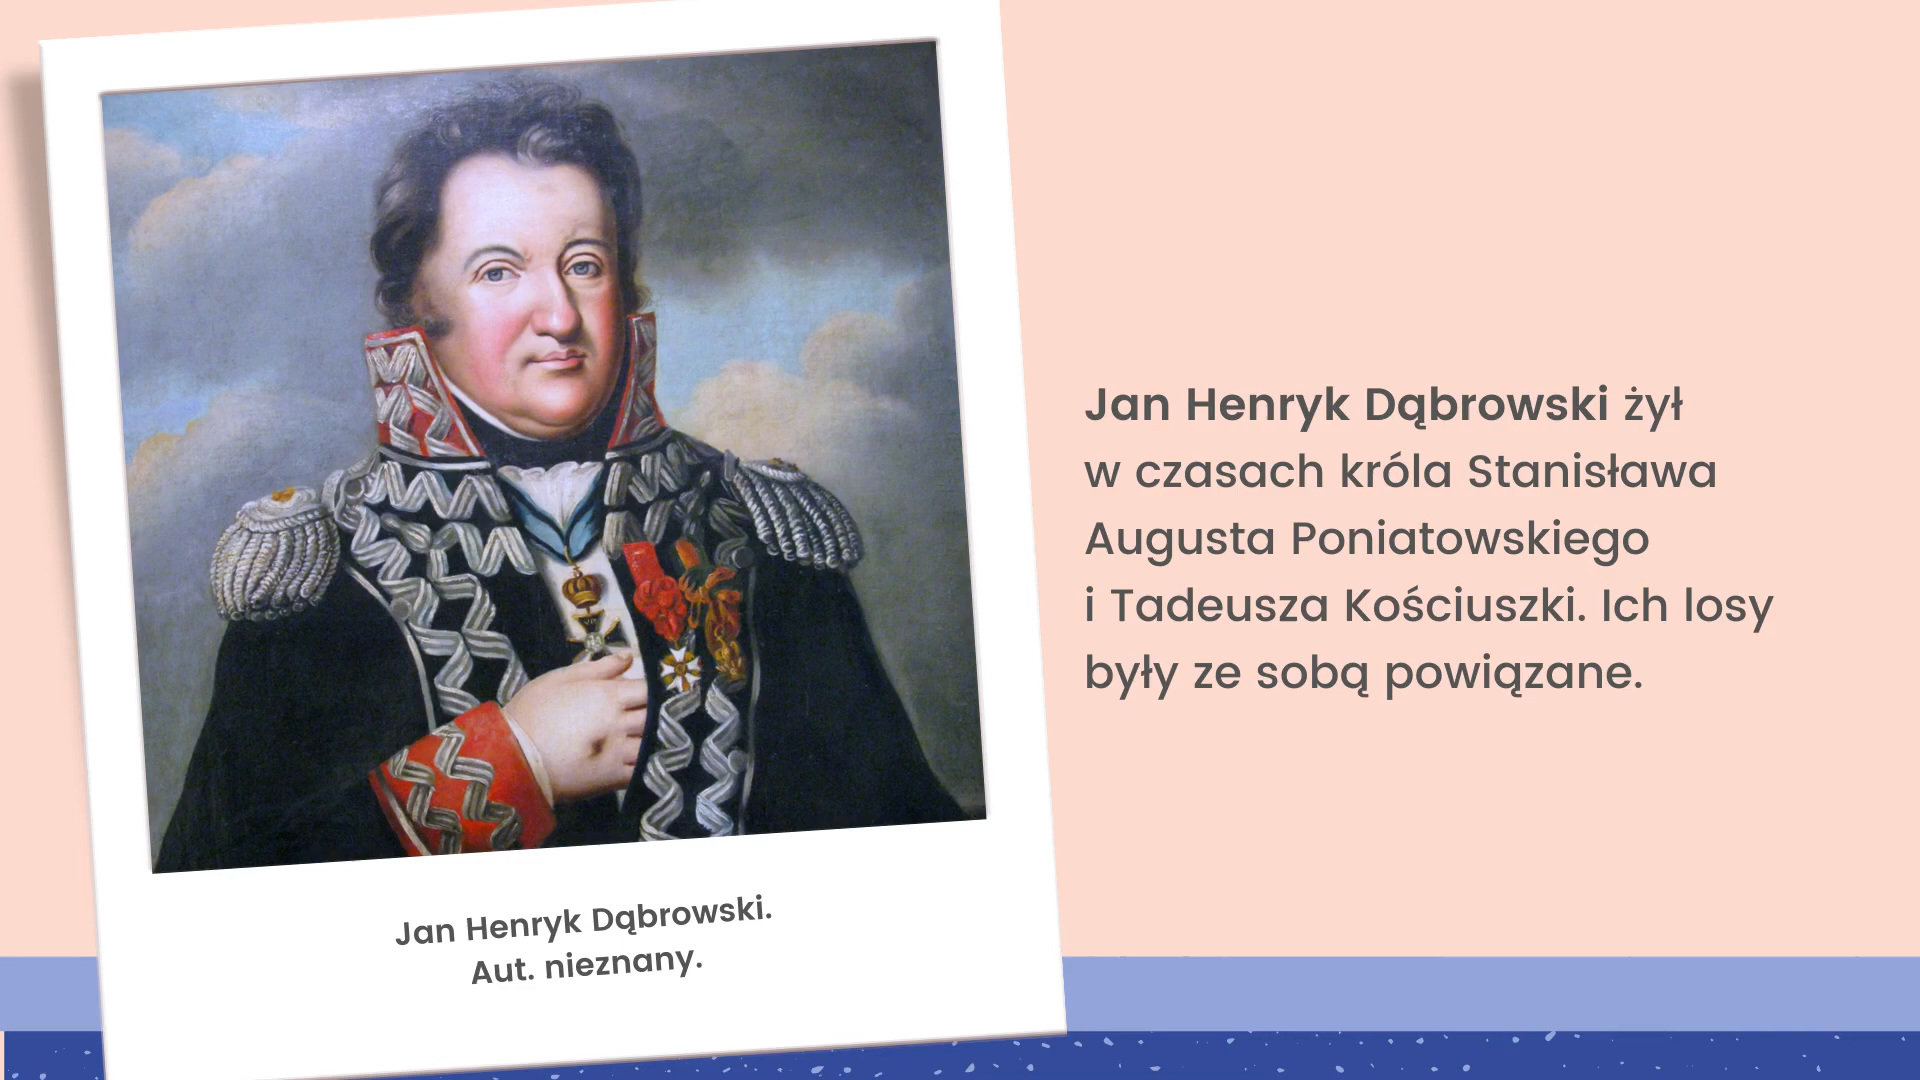 Jan Henryk Dąbrowski żył
w czasach króla Stanisława
Augusta Poniatowskiego
i Tadeusza Kościuszki. Ich losy
były ze sobą powiązane.
Jan Henryk Dąbrowski.
Aut. nieznany.